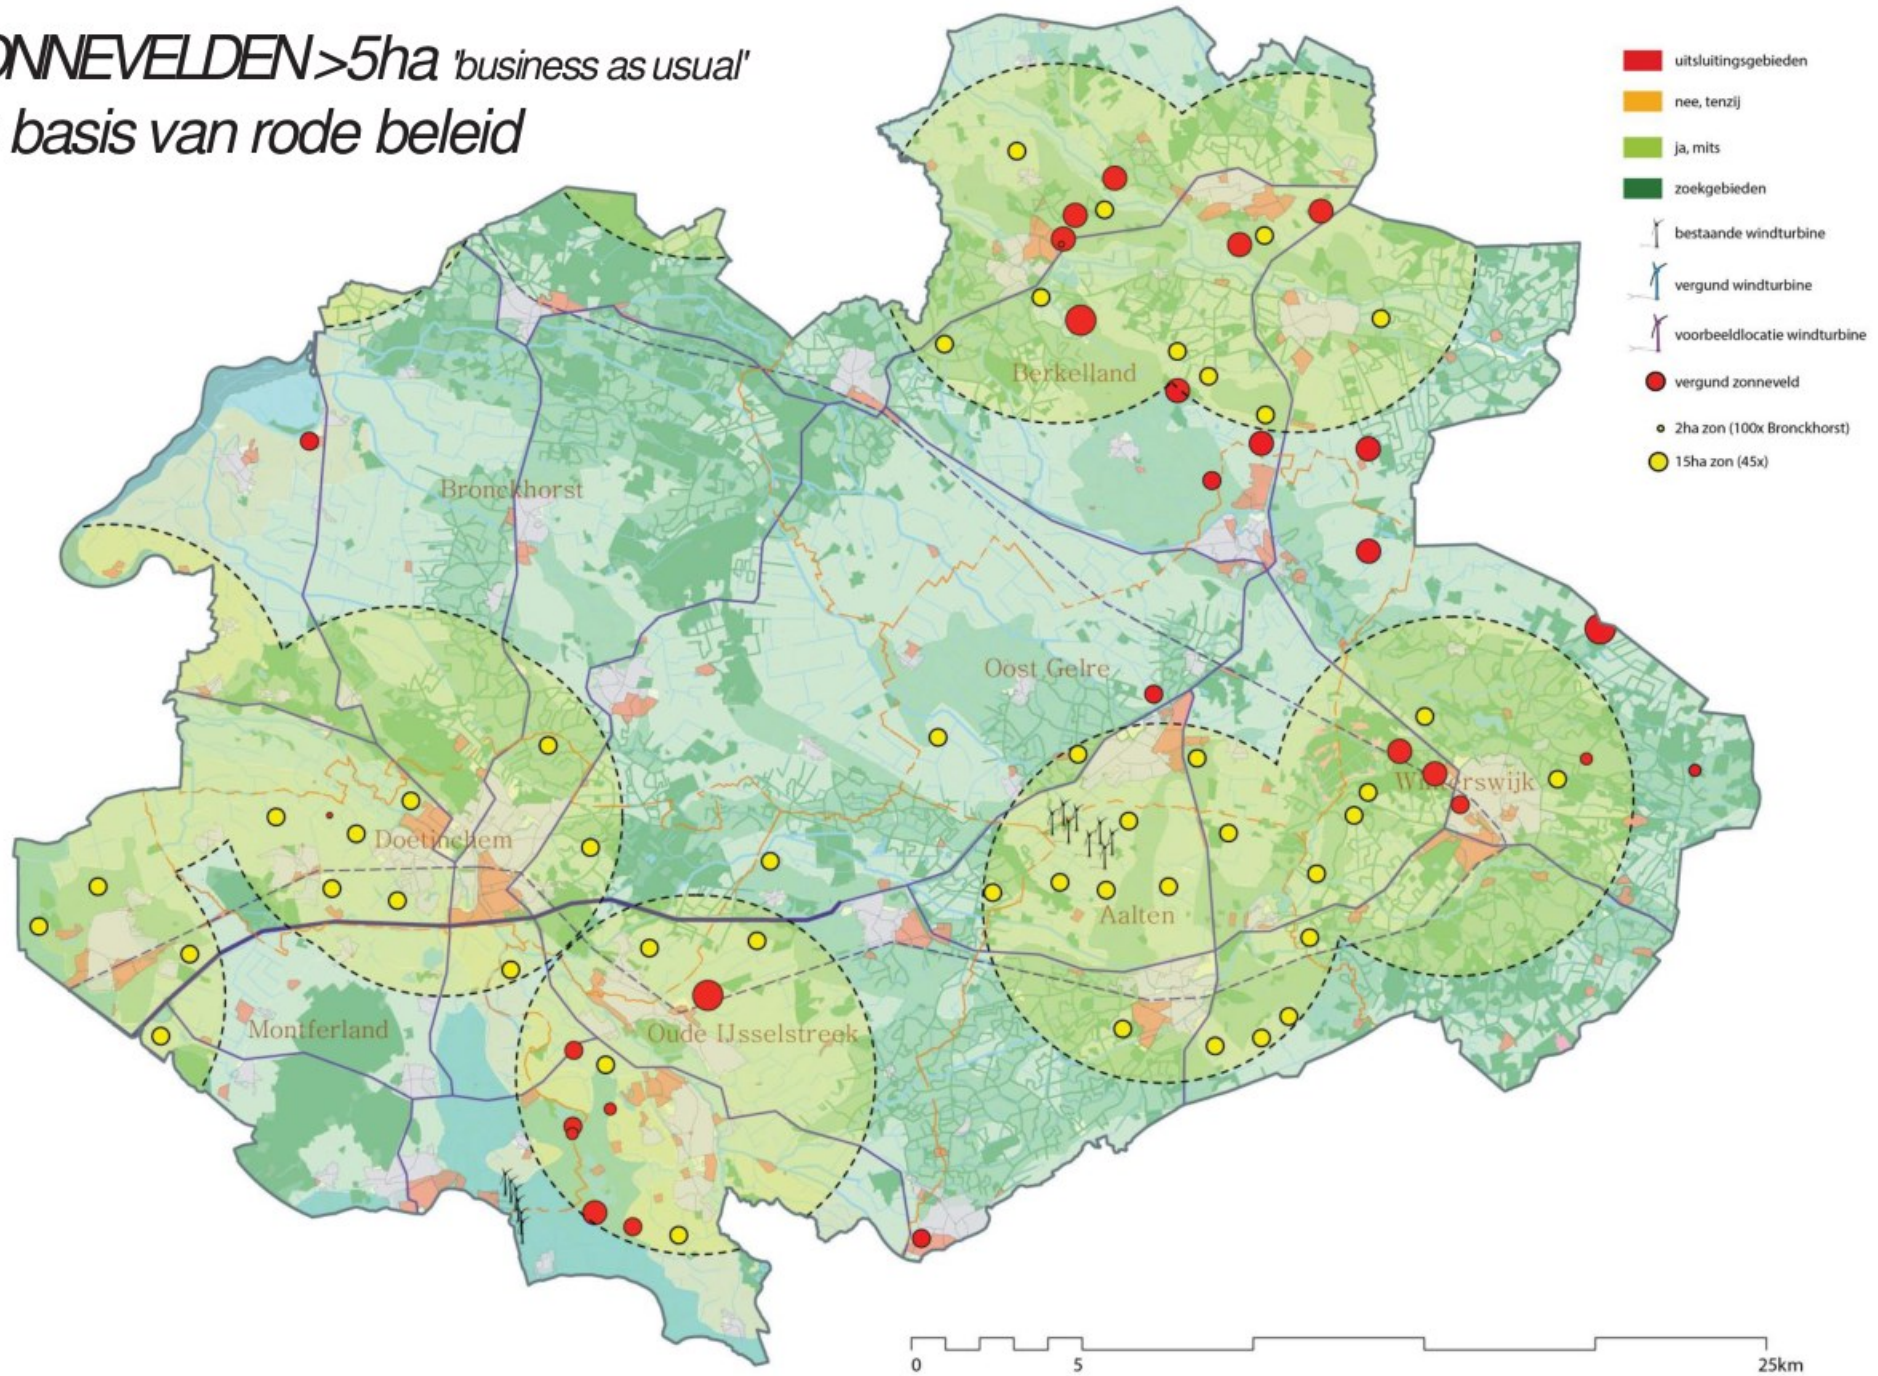 ONNEVELDEN >5ha 'business as usual'
basis van rode beleid
uitsluitingsgebieden
nee, tenzij
ja, mits
zoekgebieden
bestaande windturbine
vergund windturbine
voorbeeldlocatie windturbine
vergund zonneveld
2ha zon (100x Bronckhorst)
15ha zon (45x)
Berkelland
Bronckhorst
Oost Gelre
Winterswijk
Doetinchem
Aalten
Montferland
Oude IJsselstreek
0 5 25km